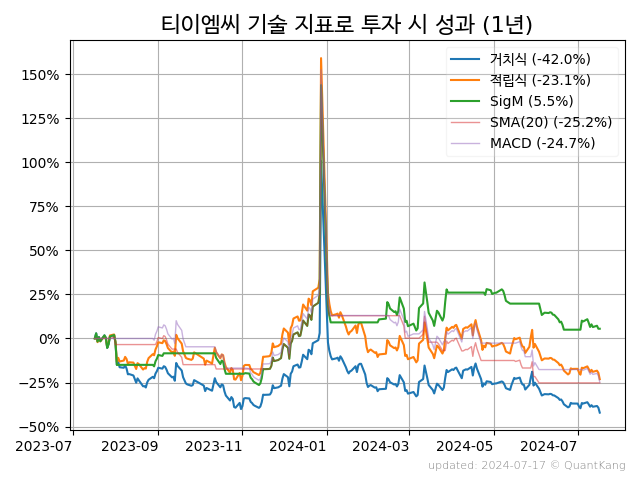 티이엠씨 기술 지표로 투자 시 성과 (1년)
거치식 (-42.0%)
적립식 (-23.1%)
SigM (5.5%)
SMA(20) (-25.2%)
MACD (-24.7%)
150%
125%
100%
75%
50%
25%
0%
−25%
−50%
2023-07 2023-09 2023-11 2024-01 2024-03 2024-05 2024-07
updated: 2024-07-17 © QuantKang